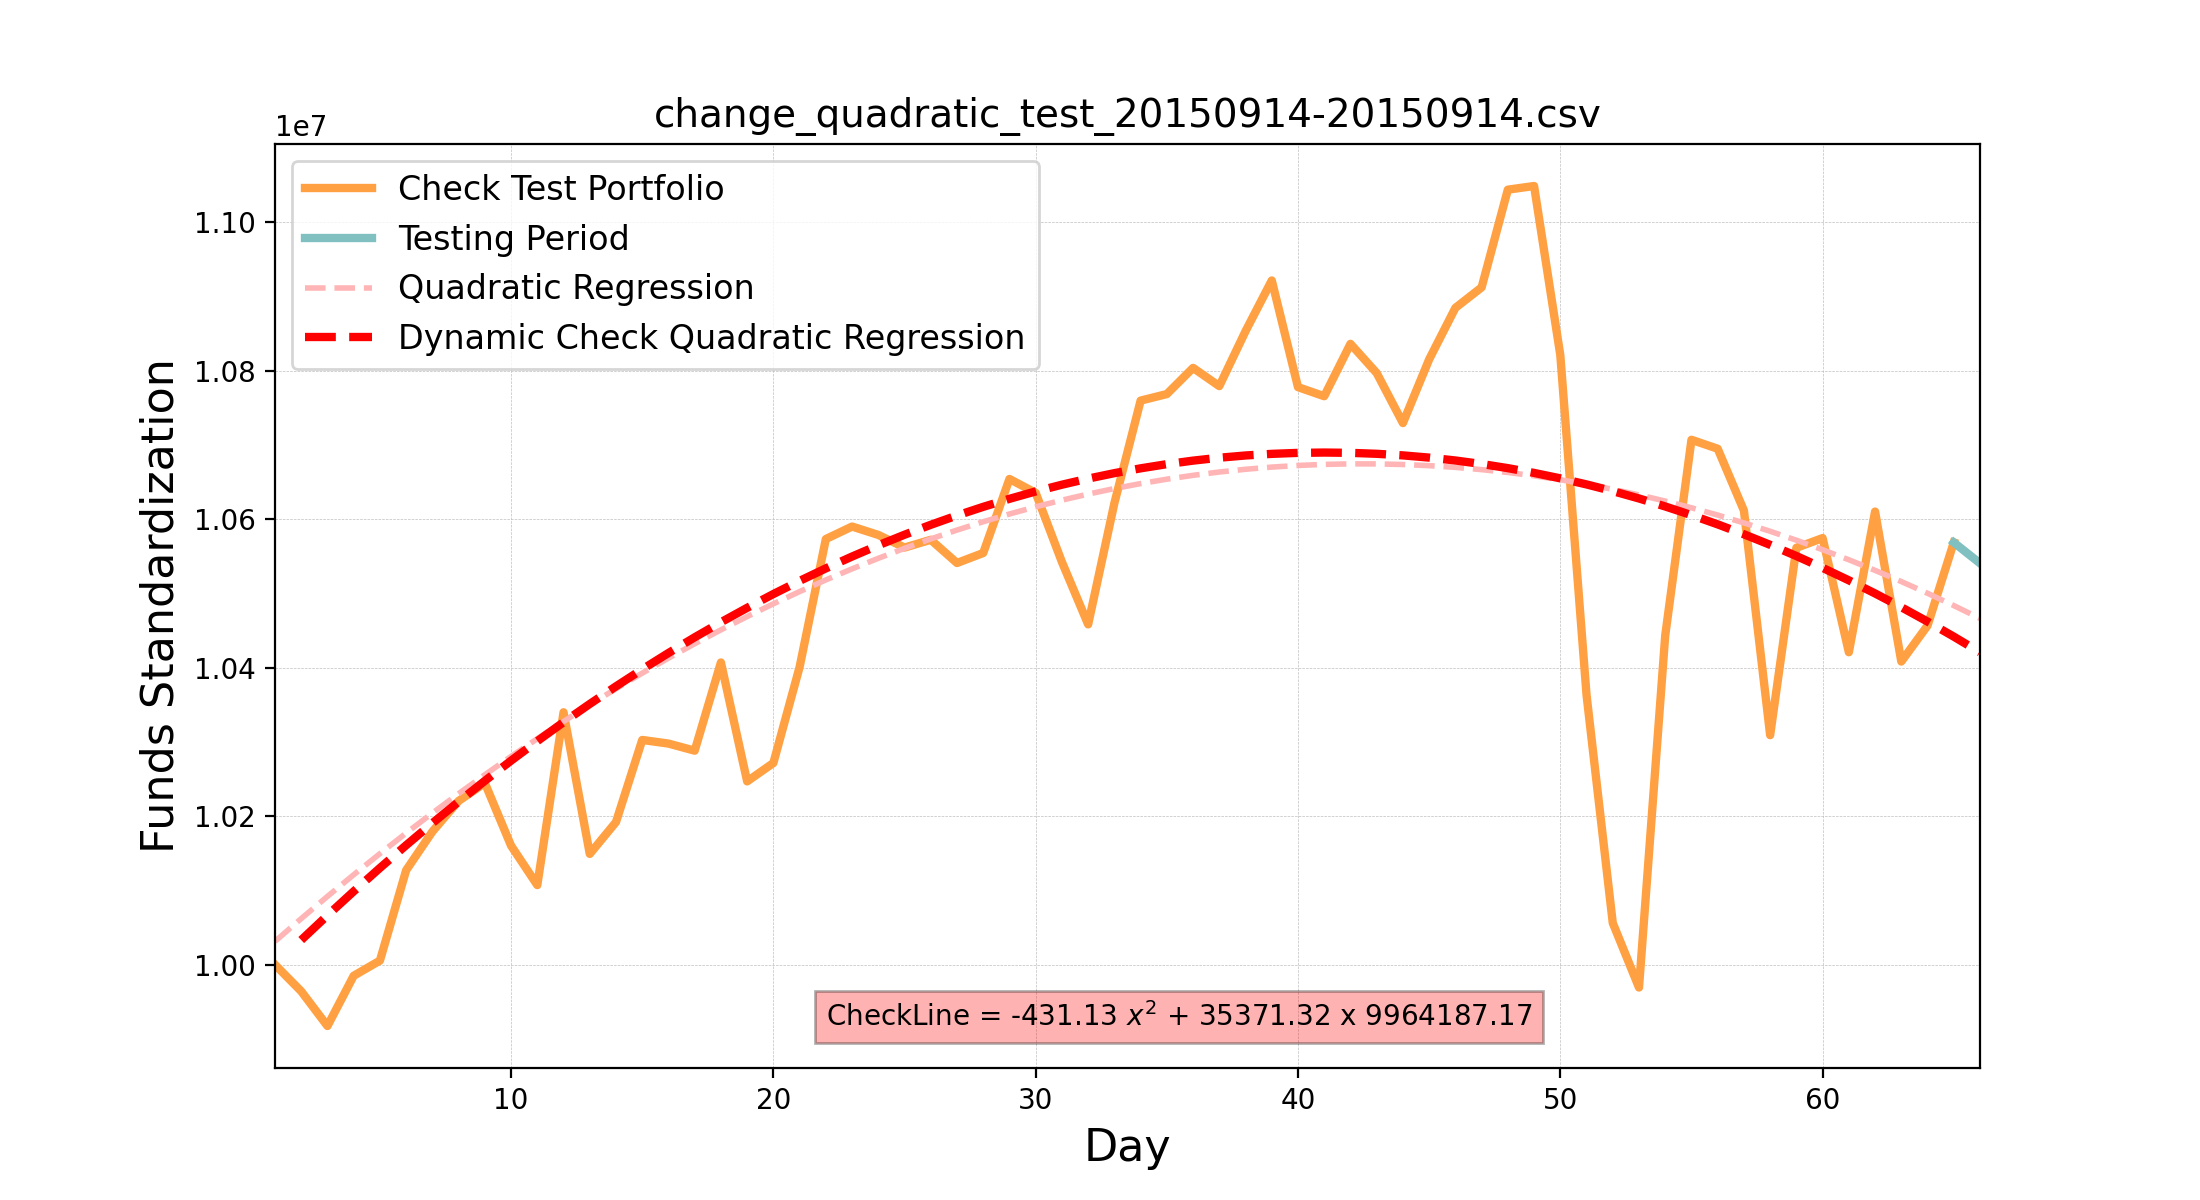 change_quadratic_test_20150914-20150914.csv
1e7
Check Test Portfolio
Testing Period
Quadratic Regression
Dynamic Check Quadratic Regression
Funds Standardization
1.10
1.08
1.06
1.04
1.02
1.00
CheckLine = -431.13 x² + 35371.32 x 9964187.17
10 20 30 40 50 60
Day